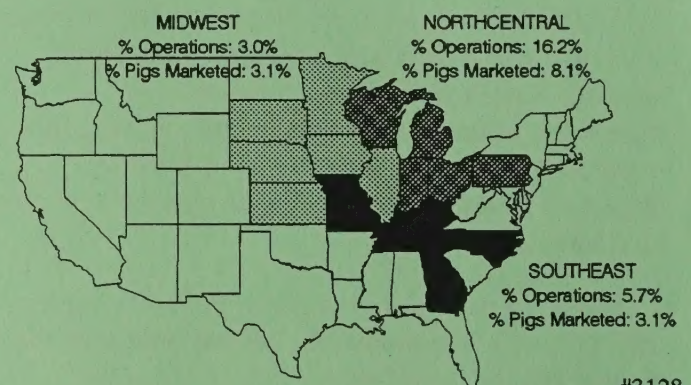 MIDWEST
% Operations: 3.0%
% Pigs Marketed: 3.1%
NORTHCENTRAL
% Operations: 16.2%
% Pigs Marketed: 8.1%
SOUTHEAST
% Operations: 5.7%
% Pigs Marketed: 3.1%